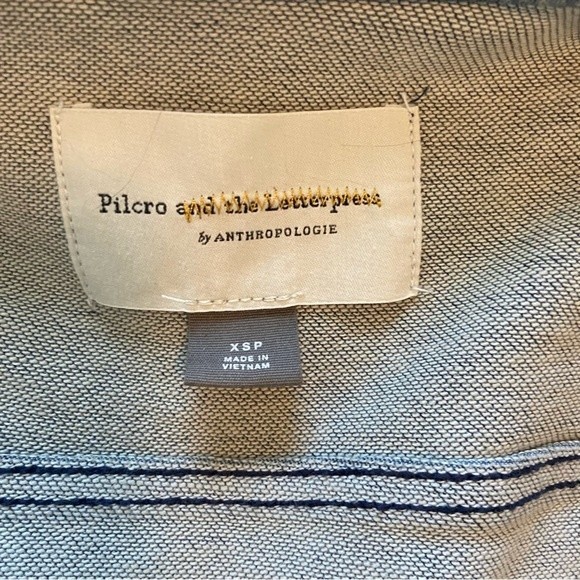 Pilcro and the Letterpress
by ANTHROPOLOGIE
XSP
MADE IN
VIETNAM